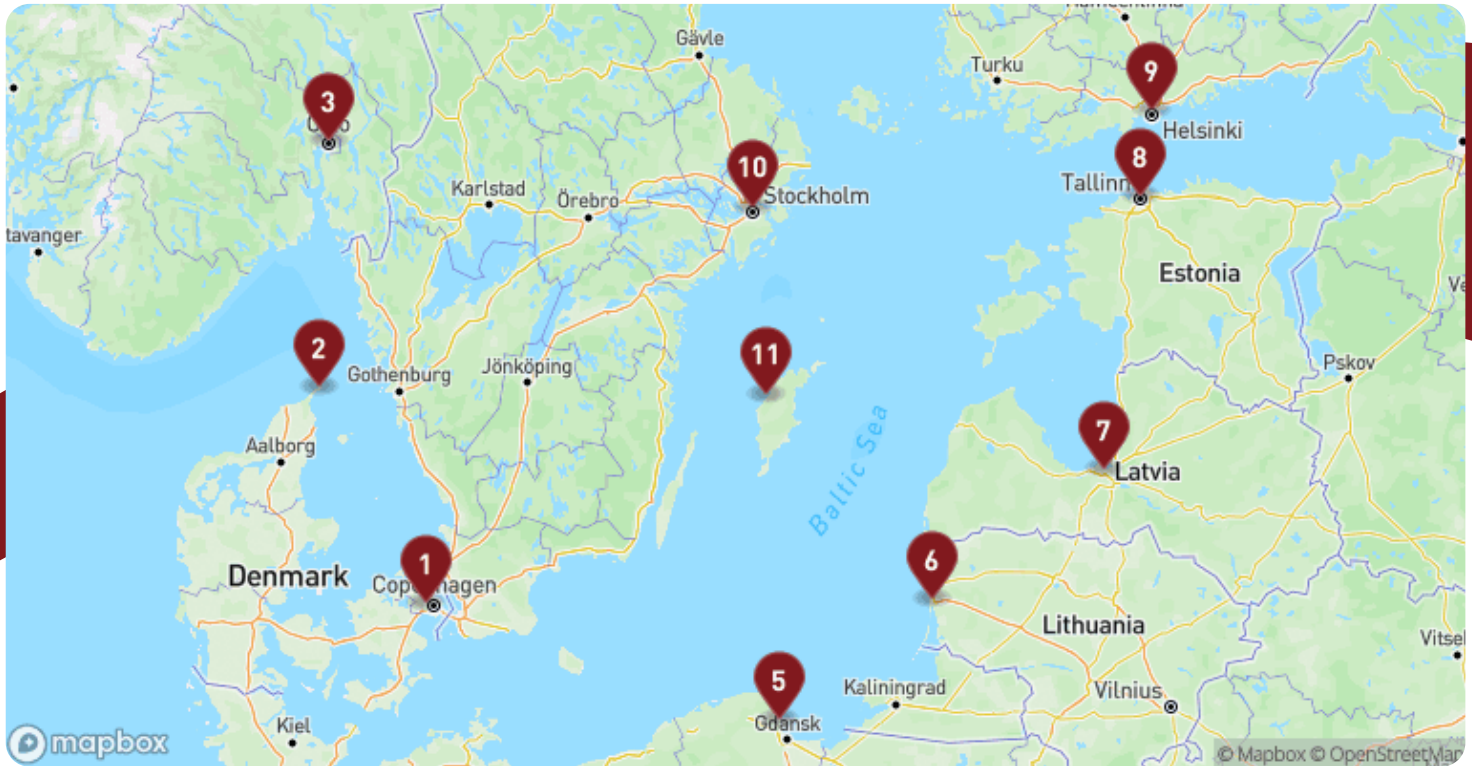 Gävle
Turku
9
3
Helsinki
8
10
Tallinn
Karlstad
Stockholm
Örebro
tavanger
Estonia
2
11
Pskov
Gothenburg
Jönköping
7
Aalborg
Baltic Sea
Latvia
1
6
Denmark
Copenhagen
Lithuania
Vitse
5
Kaliningrad
Vilnius
Gdansk
Kiel
mapbox
© Mapbox © OpenStreetMap